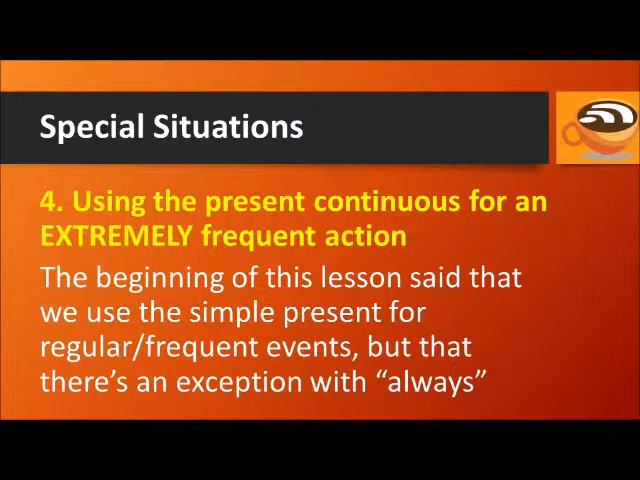 Special Situations
4. Using the present continuous for an
EXTREMELY frequent action
The beginning of this lesson said that
we use the simple present for
regular/frequent events, but that
there’s an exception with “always”